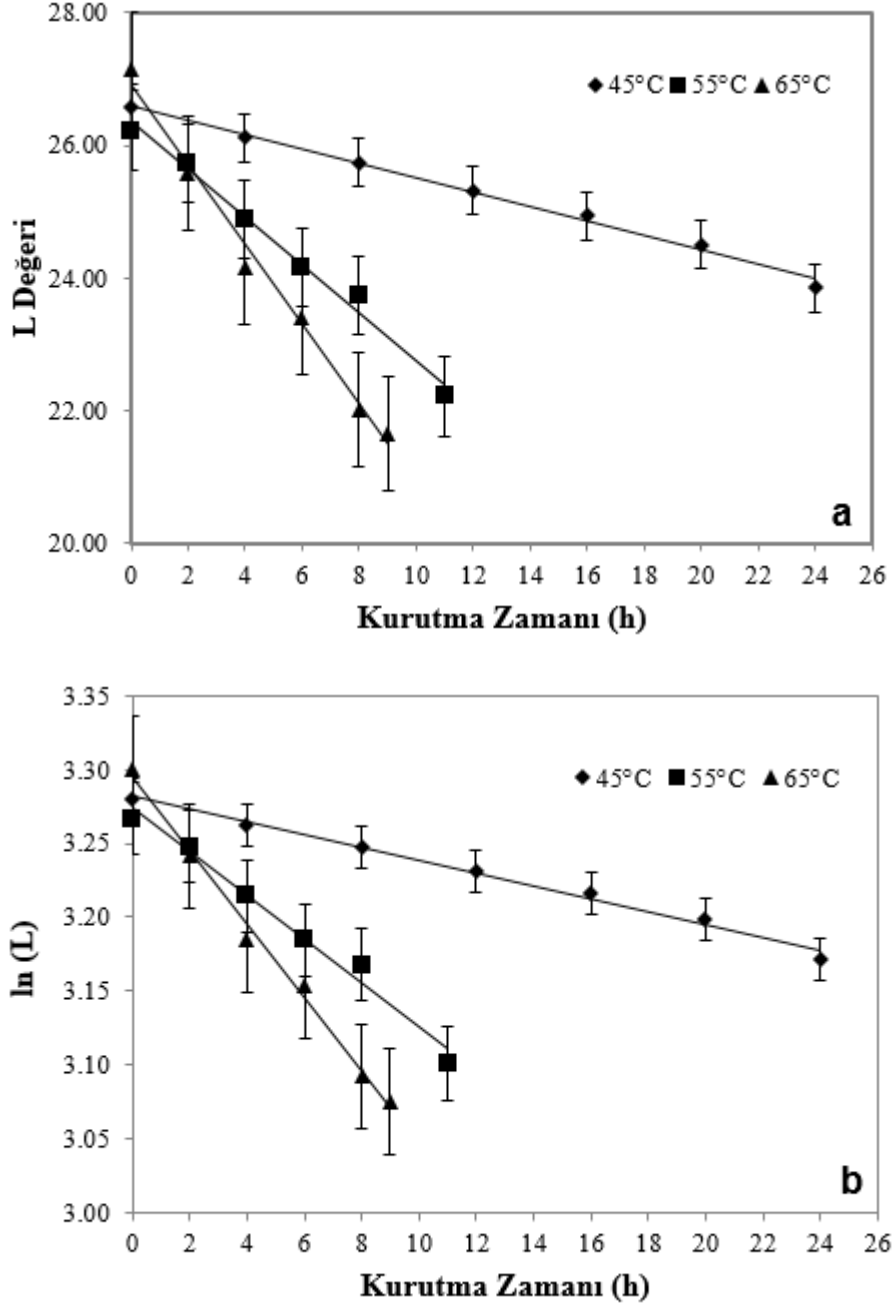 28.00
◆ 45°C ■ 55°C ▲ 65°C
26.00
24.00
22.00
20.00
L Değeri
a
0 2 4 6 8 10 12 14 16 18 20 22 24 26
Kurutma Zamanı (h)
3.35
3.30
◆ 45°C ■ 55°C ▲ 65°C
3.25
3.20
3.15
3.10
3.05
3.00
ln (L)
b
0 2 4 6 8 10 12 14 16 18 20 22 24 26
Kurutma Zamanı (h)